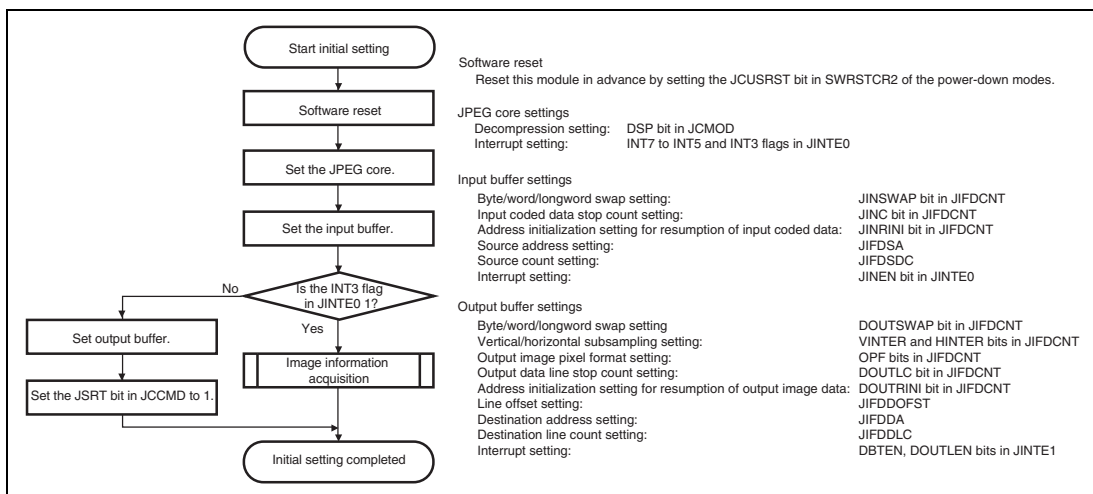 Start initial setting
Software reset
Set the JPEG core.
Set the input buffer.
Is the INT3 flag
in JINTE0 1?
No
Yes
Set output buffer.
Set the JSRT bit in JCCMD to 1.
Image information
acquisition
Initial setting completed
Software reset
Reset this module in advance by setting the JCUSRST bit in SWRSTCR2 of the power-down modes.
JPEG core settings
Decompression setting: DSP bit in JCMOD
Interrupt setting: INT7 to INT5 and INT3 flags in JINTE0
Input buffer settings
Byte/word/longword swap setting: JINSWAP bit in JIFDCNT
Input coded data stop count setting: JINC bit in JIFDCNT
Address initialization setting for resumption of input coded data: JINRINI bit in JIFDCNT
Source address setting: JIFDSA
Source count setting: JIFDSDC
Interrupt setting: JINEN bit in JINTE0
Output buffer settings
Byte/word/longword swap setting DOUTSWAP bit in JIFDCNT
Vertical/horizontal subsampling setting: VINTER and HINTER bits in JIFDCNT
Output image pixel format setting: OPF bits in JIFDCNT
Output data line stop count setting: DOUTLC bit in JIFDCNT
Address initialization setting for resumption of output image data: DOUTRINI bit in JIFDCNT
Line offset setting: JIFDDOFST
Destination address setting: JIFDDA
Destination line count setting: JIFDDLC
Interrupt setting: DBTEN, DOUTLEN bits in JINTE1